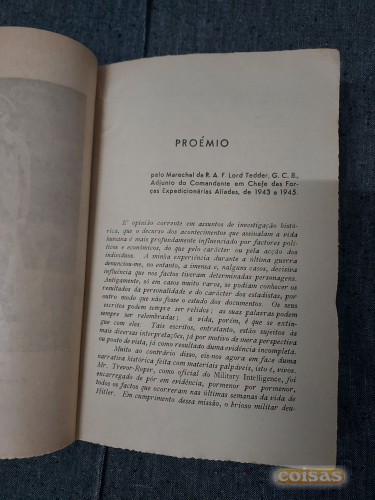 PROÉMIO
pelo Marechal da R. A. F. Lord Tedder, G. C. B.,
Adjunto do Comandante em Chefe das For-
ças Expedicionárias Aliadas, de 1943 a 1945.
E' opinião corrente em assuntos de investigação histó-
rica, que o decurso dos acontecimentos que assinalam a vida
humana é mais profundamente influenciado por factores polí-
ticos e económicos, do que pelo carácter ou pela acção dos
indivíduos. A minha experiência durante a última guerra
denunciou-me, no entanto, a imensa e, nalguns casos, decisiva
influência que nos factos tiveram determinadas personagens.
Antigamente, só em casos muito raros, se podiam conhecer os
resultados da personalidade e do carácter dos estadistas, por
outro modo que não fosse o estudo dos documentos. Os seus
escritos podem sempre ser relidos; as suas palavras podem
sempre ser relembradas; a vida, porém, é que se extin-
gue com eles. Tais escritos, entretanto, estão sujeitos às
mais diversas interpretações, já por motivo de mera perspectiva
ou posto de vista, já como resultado duma evidência incompleta.
Muito ao contrário disso, eis-nos agora em face duma
narrativa histórica feita com materiais palpáveis, isto é, vivos.
Mr. Trevor-Roper, como oficial do Military Intelligence, foi
encarregado de pôr em evidência, pormenor por pormenor,
todos os factos que ocorreram nas últimas semanas da vida de
Hitler. Em cumprimento dessa missão, o brioso militar deu-
coisas